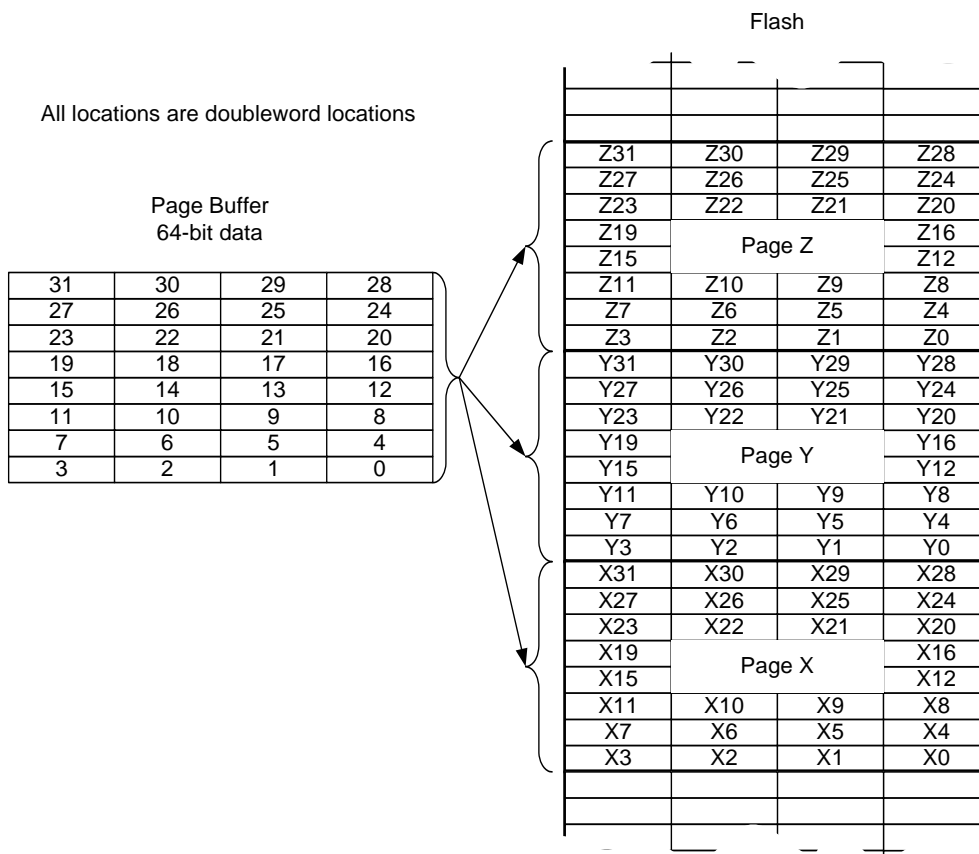 Flash
All locations are doubleword locations
Page Buffer
64-bit data
31 30 29 28
27 26 25 24
23 22 21 20
19 18 17 16
15 14 13 12
11 10 9 8
7 6 5 4
3 2 1 0
Z31 Z30 Z29 Z28
Z27 Z26 Z25 Z24
Z23 Z22 Z21 Z20
Z19 Z16
Page Z
Z15 Z12
Z11 Z10 Z9 Z8
Z7 Z6 Z5 Z4
Z3 Z2 Z1 Z0
Y31 Y30 Y29 Y28
Y27 Y26 Y25 Y24
Y23 Y22 Y21 Y20
Y19 Y16
Page Y
Y15 Y12
Y11 Y10 Y9 Y8
Y7 Y6 Y5 Y4
Y3 Y2 Y1 Y0
X31 X30 X29 X28
X27 X26 X25 X24
X23 X22 X21 X20
X19 X16
Page X
X15 X12
X11 X10 X9 X8
X7 X6 X5 X4
X3 X2 X1 X0